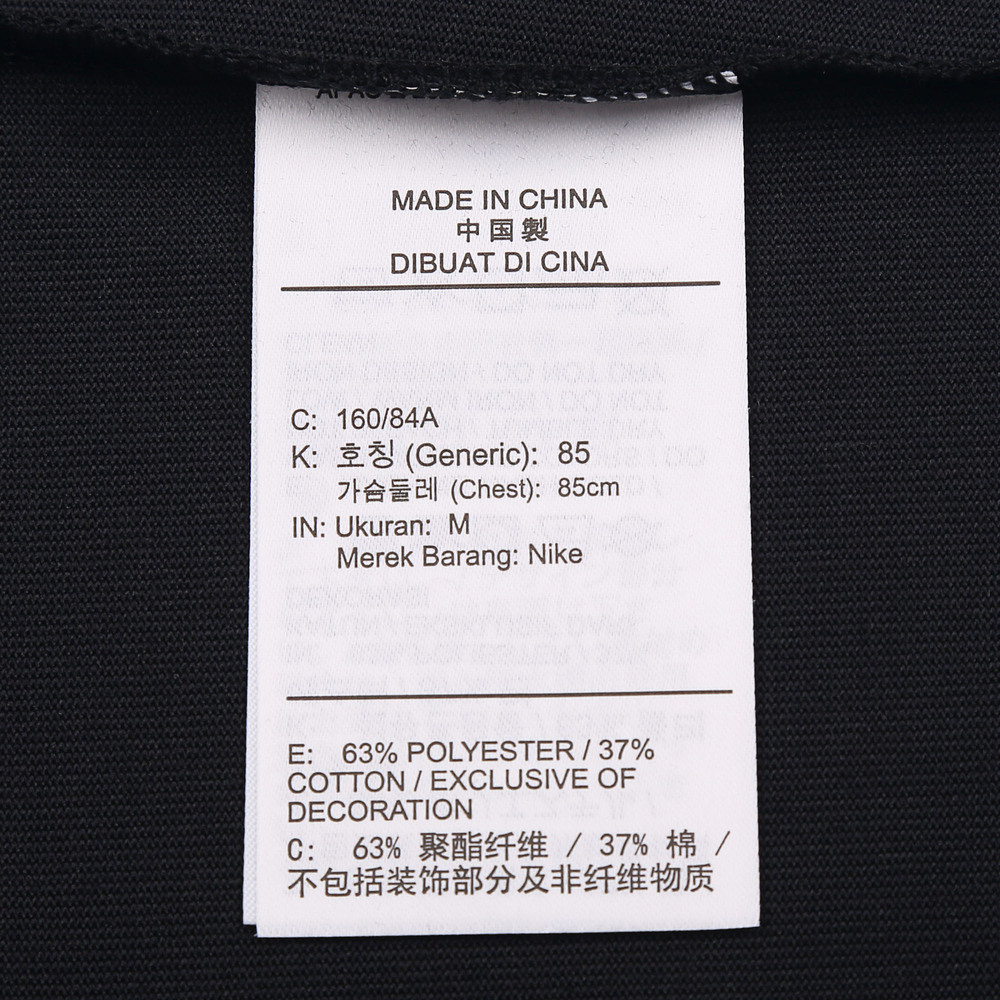 MADE IN CHINA
中国製
DIBUAT DI CINA
C: 160/84A
K: 호칭 (Generic): 85
가슴둘레 (Chest): 85cm
IN: Ukuran: M
Merek Barang: Nike
E: 63% POLYESTER / 37%
COTTON / EXCLUSIVE OF
DECORATION
C: 63% 聚酯纤维 / 37% 棉 /
不包括装饰部分及非纤维物质